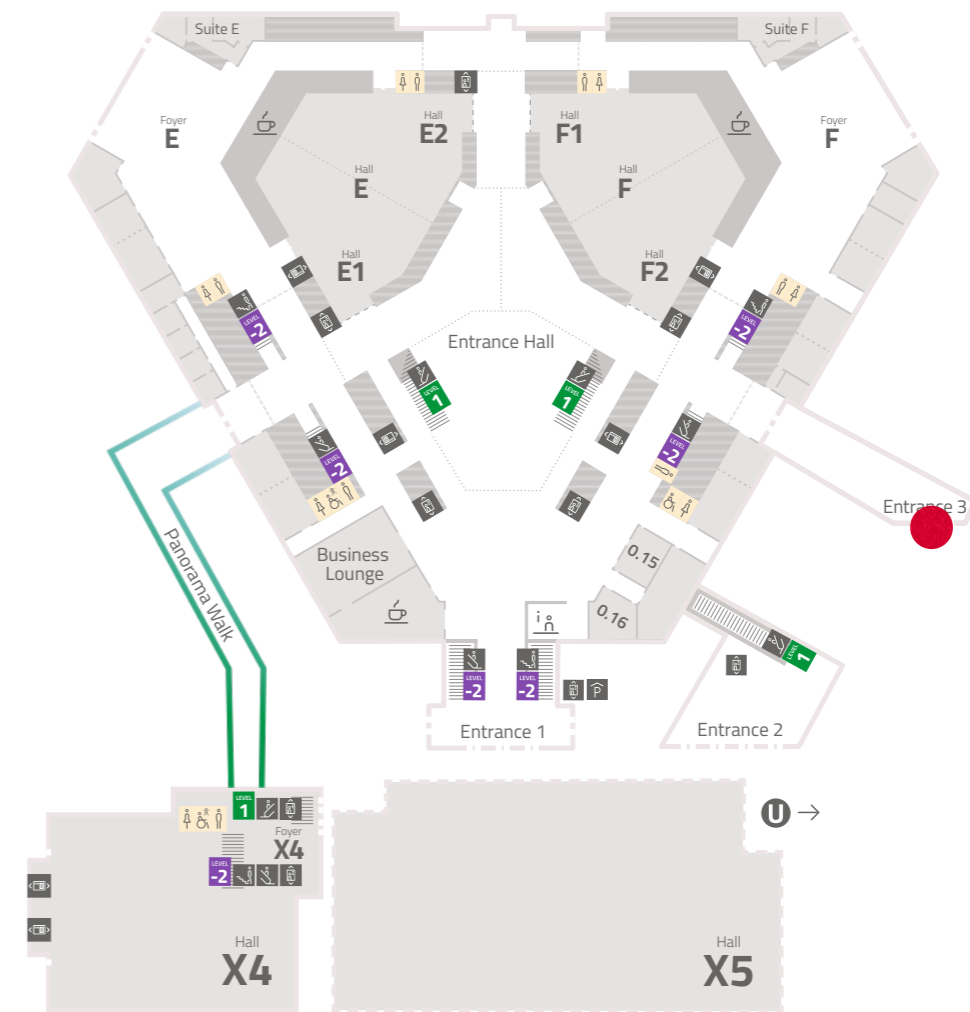 Suite E
Suite F
Foyer
E
Hall
E2
Hall
F1
Foyer
F
Hall
E
Hall
F
Hall
E1
Hall
F2
LEVEL
-2
LEVEL
-2
Entrance Hall
LEVEL
1
LEVEL
1
LEVEL
-2
LEVEL
-2
Entrance 3
Panorama Walk
Business
Lounge
0.15
0.16
i
LEVEL
1
LEVEL
-2
LEVEL
-2
P
Entrance 1
Entrance 2
LEVEL
1
U
Foyer
X4
LEVEL
-2
Hall
X4
Hall
X5